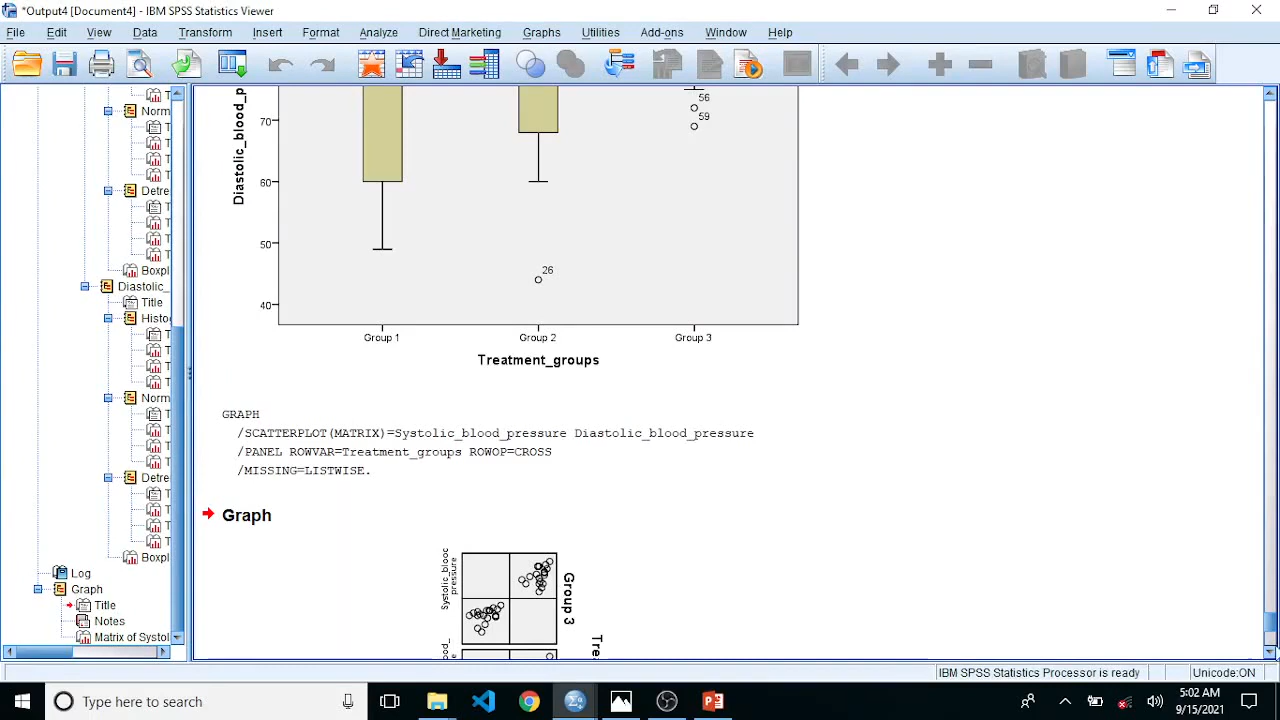 *Output4 [Document4] - IBM SPSS Statistics Viewer
File Edit View Data Transform Insert Format Analyze Direct Marketing Graphs Utilities Add-ons Window Help
T
Norm
T
T
T
T
Detre
T
T
T
T
Boxpl
Diastolic_
Title
Histo
T
T
T
T
Norm
T
T
T
T
Detre
T
T
T
T
Boxpl
Log
Graph
Title
Notes
Matrix of Systol
Diastolic_blood_p
70
60
50
40
56
59
26
Group 1 Group 2 Group 3
Treatment_groups
GRAPH
/SCATTERPLOT(MATRIX)=Systolic_blood_pressure Diastolic_blood_pressure
/PANEL ROWVAR=Treatment_groups ROWOP=CROSS
/MISSING=LISTWISE.
Graph
Systolic_blood
pressure
Group 3
IBM SPSS Statistics Processor is ready
Unicode:ON
Type here to search
5:02 AM
9/15/2021